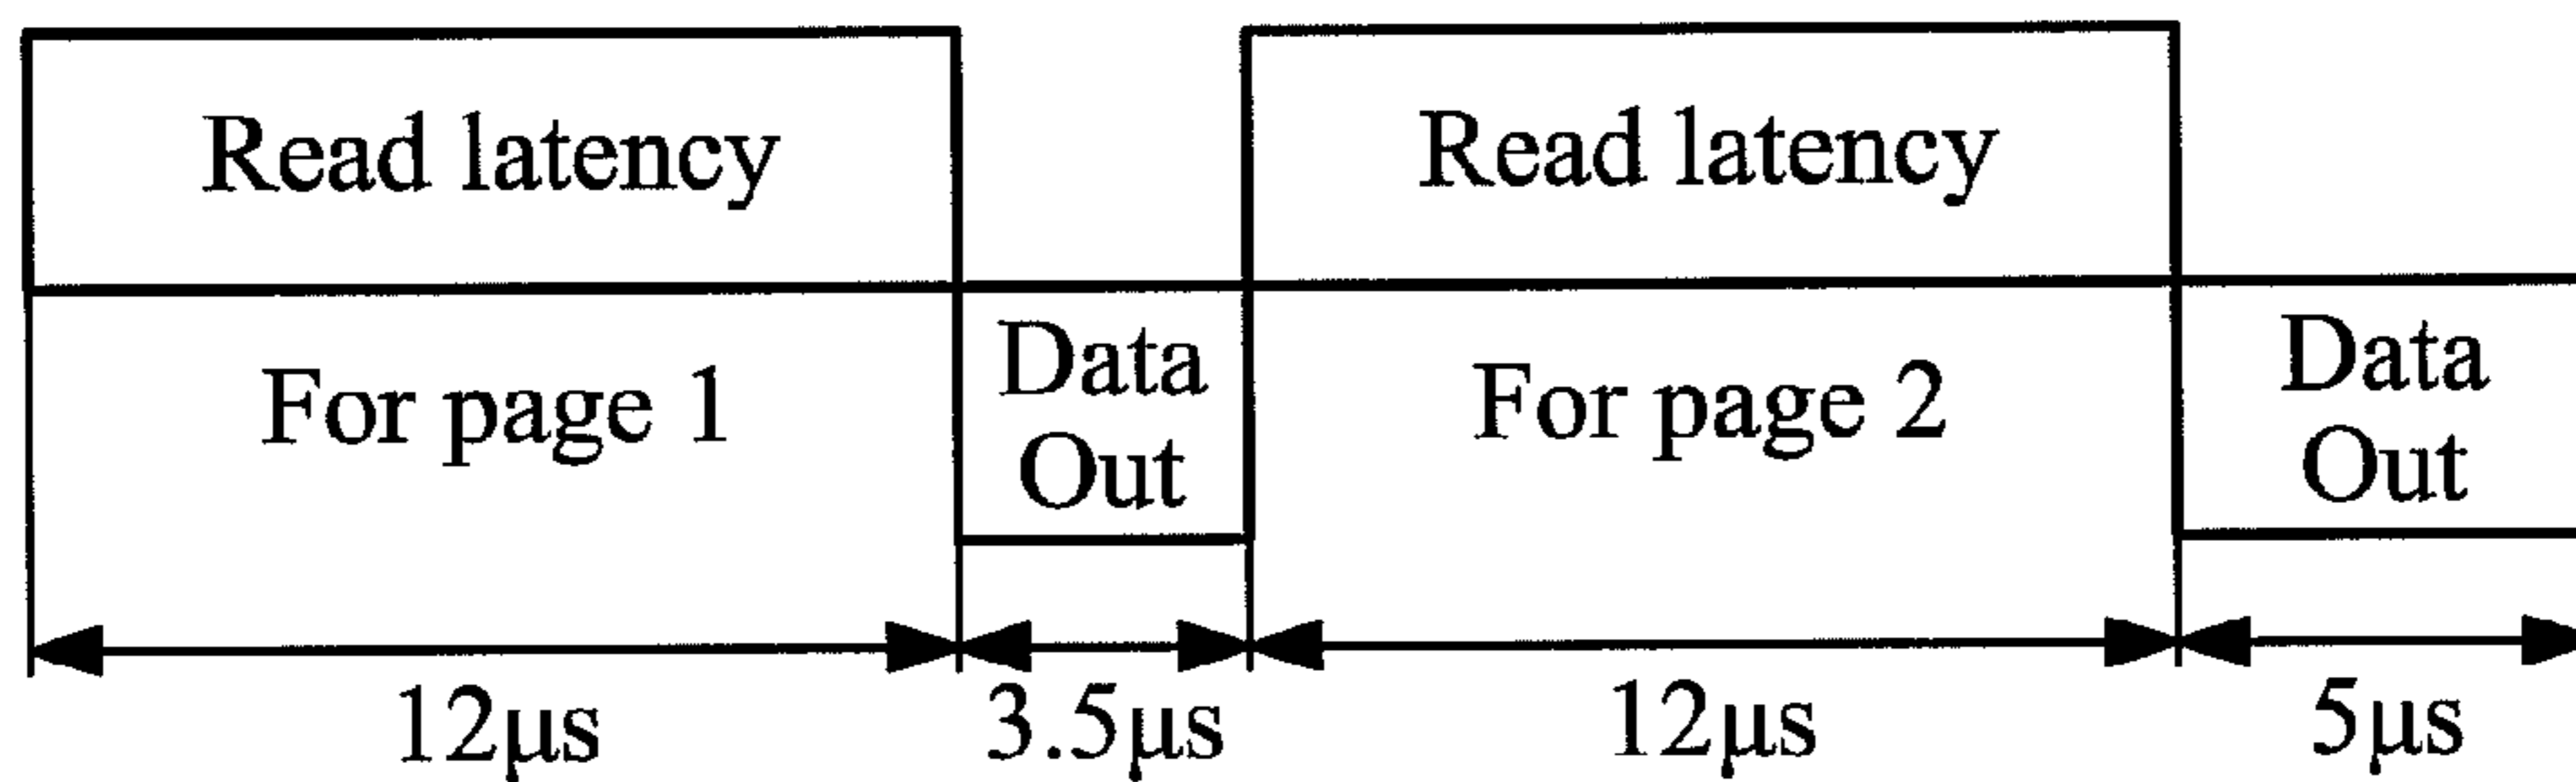 Read latency
Read latency
For page 1
Data
Out
For page 2
Data
Out
12μs
3.5μs
12μs
5μs